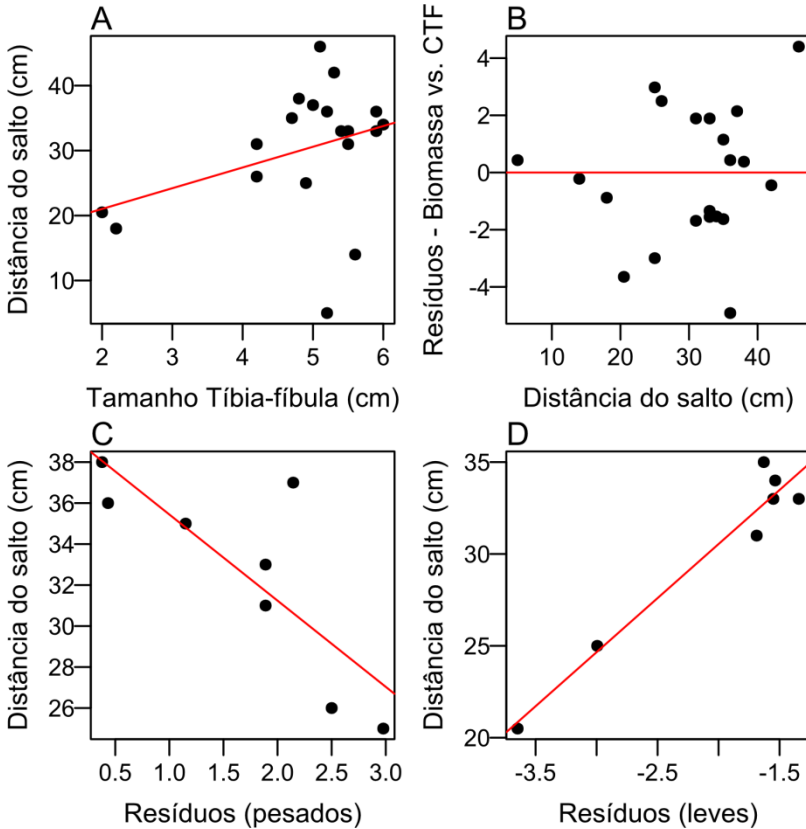 A
Distância do salto (cm)
40
30
20
10
2 3 4 5 6
Tamanho Tíbia-fíbula (cm)
B
Resíduos - Biomassa vs. CTF
4
2
0
-2
-4
10 20 30 40
Distância do salto (cm)
C
Distância do salto (cm)
38
36
34
32
30
28
26
0.5 1.0 1.5 2.0 2.5 3.0
Resíduos (pesados)
D
Distância do salto (cm)
35
30
25
20
-3.5 -2.5 -1.5
Resíduos (leves)